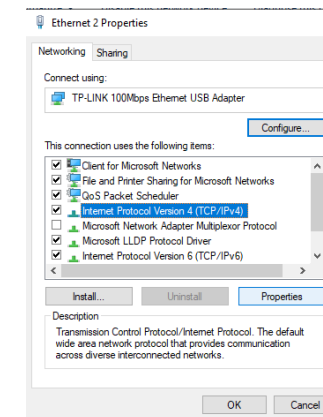 Ethernet 2 Properties
Networking Sharing
Connect using:
TP-LINK 100Mbps Ethernet USB Adapter
Configure...
This connection uses the following items:
Client for Microsoft Networks
File and Printer Sharing for Microsoft Networks
QoS Packet Scheduler
Internet Protocol Version 4 (TCP/IPv4)
Microsoft Network Adapter Multiplexor Protocol
Microsoft LLDP Protocol Driver
Internet Protocol Version 6 (TCP/IPv6)
Install... Uninstall Properties
Description
Transmission Control Protocol/Internet Protocol. The default
wide area network protocol that provides communication
across diverse interconnected networks.
OK Cancel